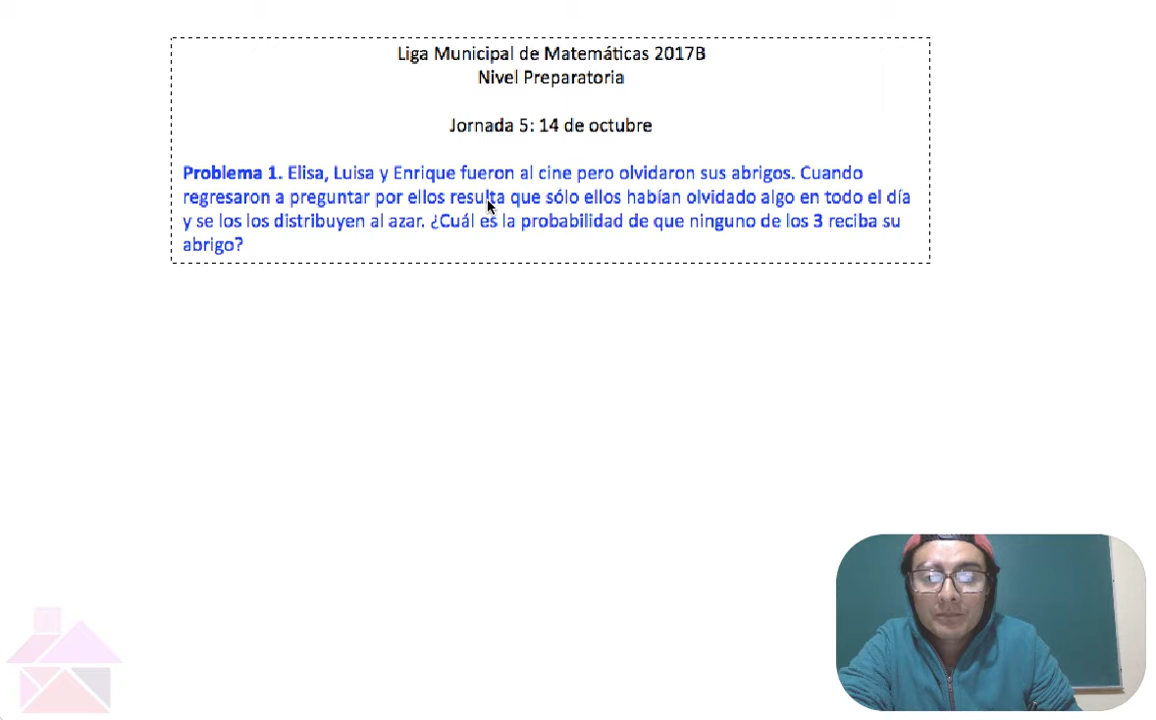 Liga Municipal de Matemáticas 2017B
Nivel Preparatoria
Jornada 5: 14 de octubre
Problema 1. Elisa, Luisa y Enrique fueron al cine pero olvidaron sus abrigos. Cuando
regresaron a preguntar por ellos resulta que sólo ellos habían olvidado algo en todo el día
y se los los distribuyen al azar. ¿Cuál es la probabilidad de que ninguno de los 3 reciba su
abrigo?